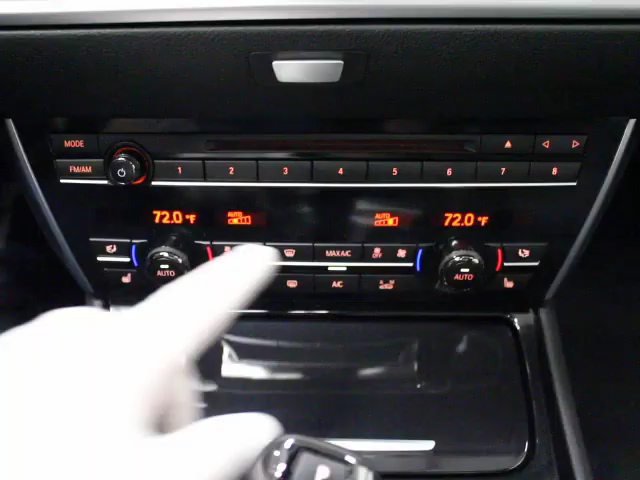 MODE
FM/AM 1 2 3 4 5 6 7 8
72.0 °F AUTO AUTO 72.0 °F
MAX A/C OFF
AUTO A/C AUTO
P